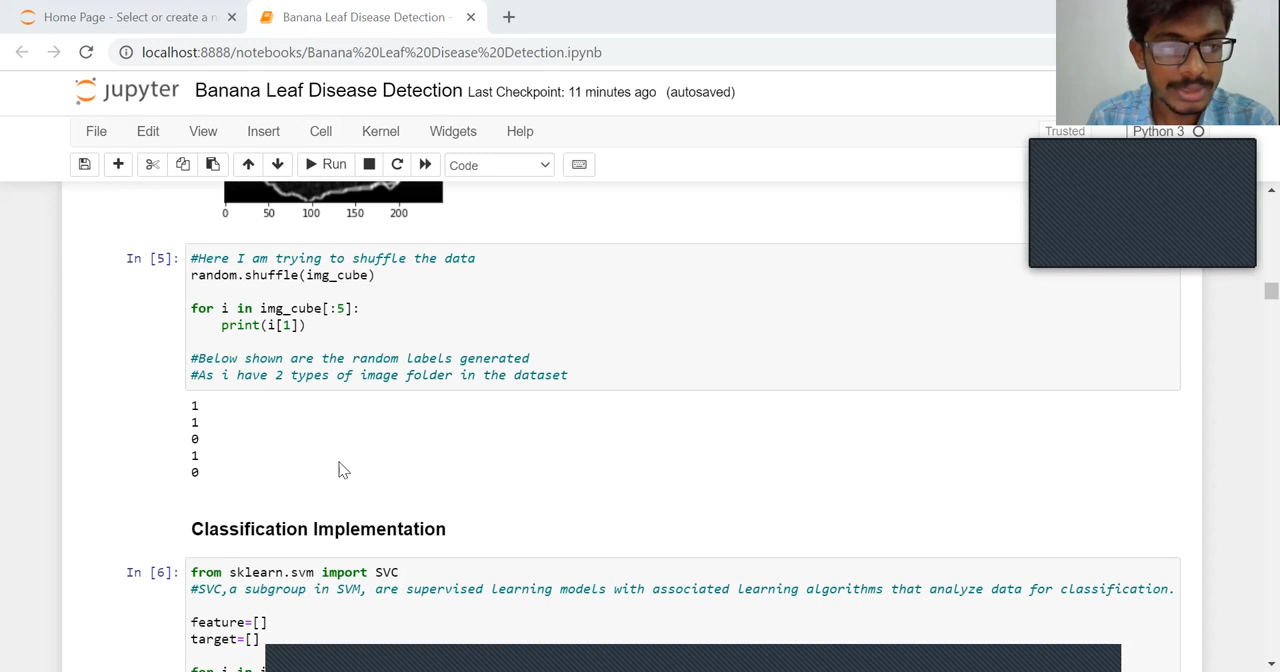 Home Page - Select or create a n
Banana Leaf Disease Detection -
localhost:8888/notebooks/Banana%20Leaf%20Disease%20Detection.ipynb
jupyter Banana Leaf Disease Detection Last Checkpoint: 11 minutes ago (autosaved)
File Edit View Insert Cell Kernel Widgets Help Trusted Python 3
Run Code
0 50 100 150 200
In [5]: #Here I am trying to shuffle the data
random.shuffle(img_cube)
for i in img_cube[:5]:
print(i[1])
#Below shown are the random labels generated
#As i have 2 types of image folder in the dataset
1
1
0
1
0
Classification Implementation
In [6]: from sklearn.svm import SVC
#SVC,a subgroup in SVM, are supervised learning models with associated learning algorithms that analyze data for classification.
feature=[]
target=[]
for i in